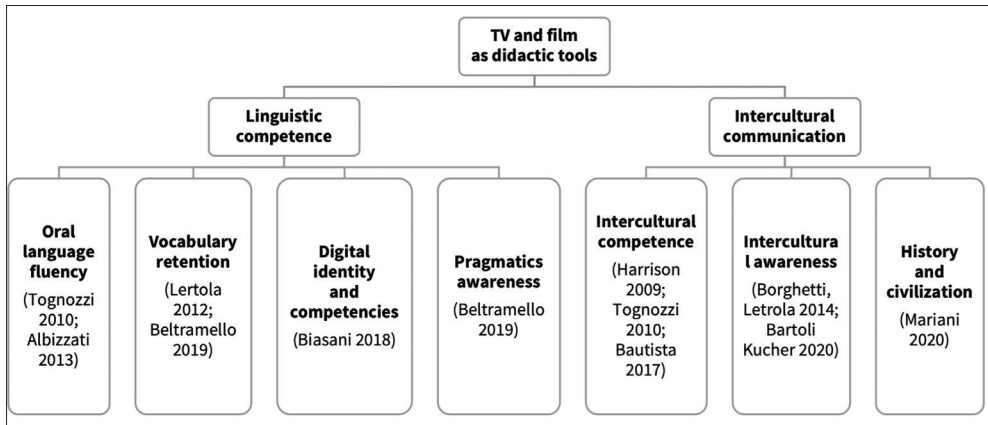 TV and film
as didactic tools
Linguistic
competence
Intercultural
communication
Oral
language
fluency
(Tognozzi
2010;
Albizzati
2013)
Vocabulary
retention
(Lertola
2012;
Beltramello
2019)
Digital
identity
and
competencies
(Biasani 2018)
Pragmatics
awareness
(Beltramello
2019)
Intercultural
competence
(Harrison
2009;
Tognozzi
2010;
Bautista
2017)
Intercultura
l awareness
(Borghetti,
Letrola 2014;
Bartoli
Kucher 2020)
History
and
civilization
(Mariani
2020)